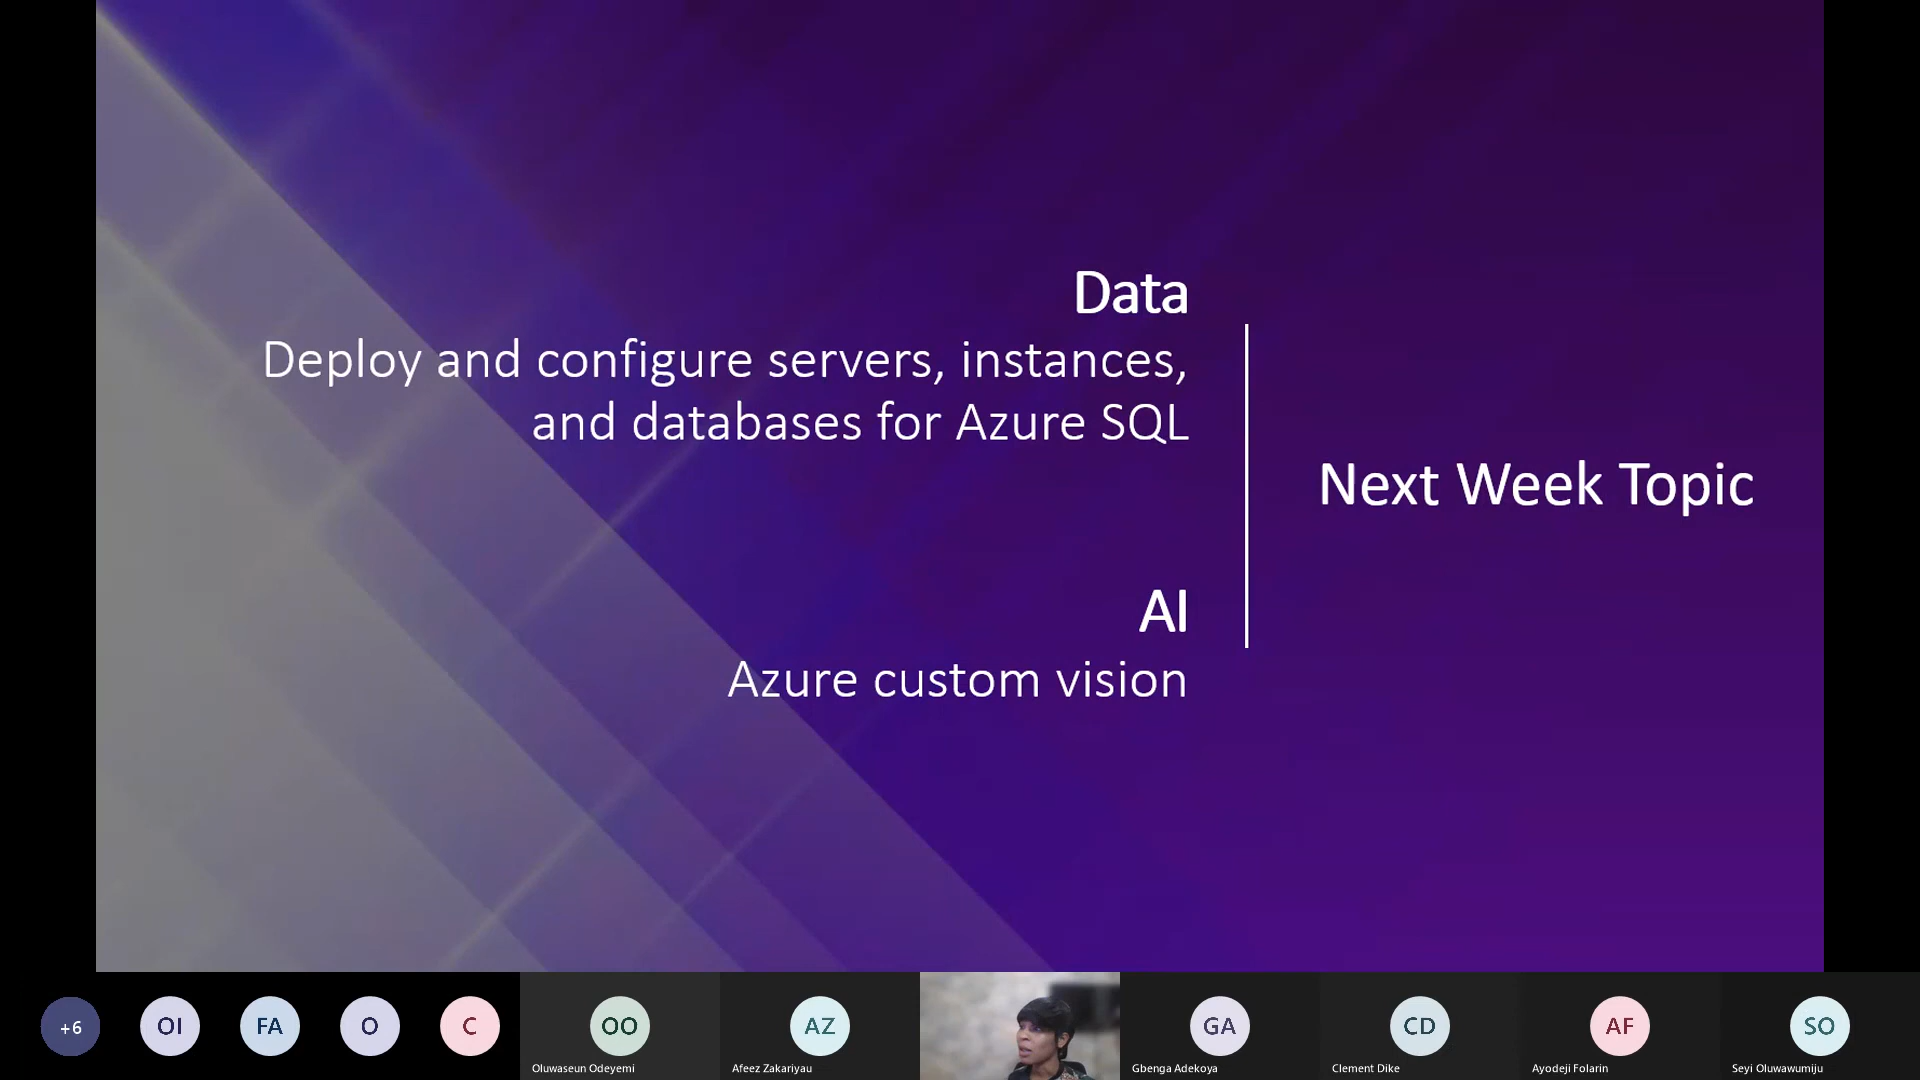 Data
Deploy and configure servers, instances,
and databases for Azure SQL
Next Week Topic
AI
Azure custom vision
+6
OI
FA
O
C
OO
Oluwaseun Odeyemi
AZ
Afeez Zakariyau
GA
Gbenga Adekoya
CD
Clement Dike
AF
Ayodeji Folarin
SO
Seyi Oluwawumiju